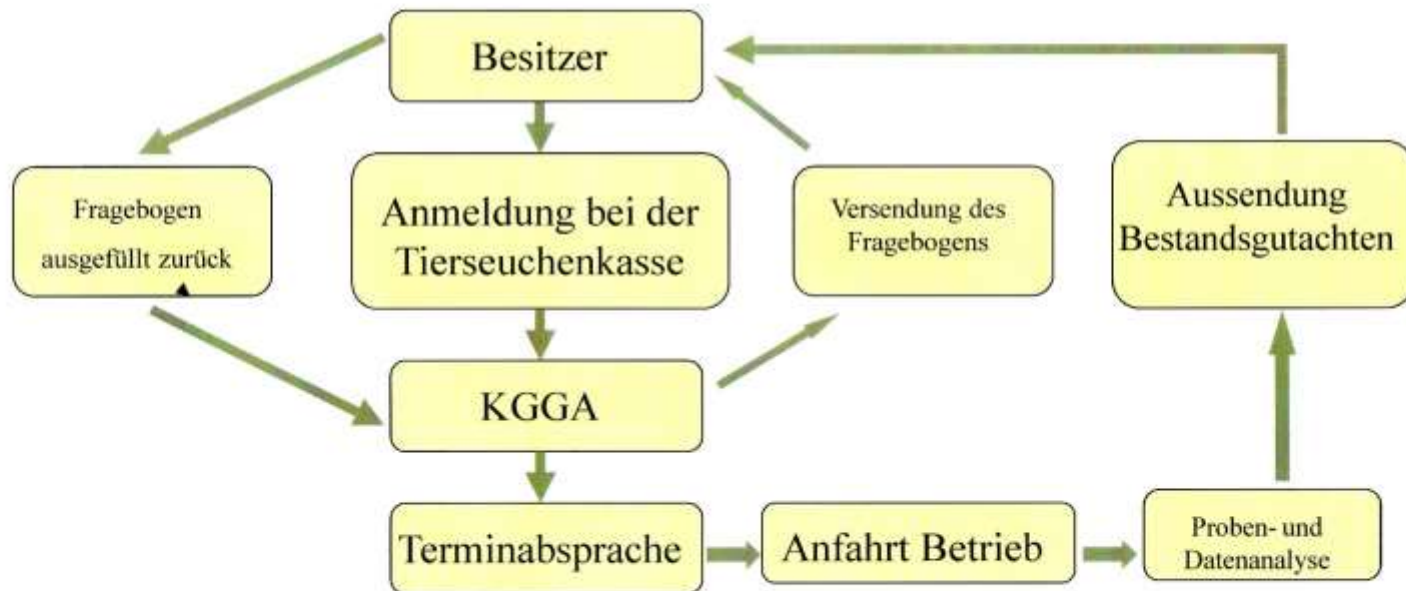 Besitzer
Fragebogen
ausgefüllt zurück
Anmeldung bei der
Tierseuchenkasse
Versendung des
Fragebogens
Aussendung
Bestandsgutachten
KGGA
Terminabsprache
Anfahrt Betrieb
Proben- und
Datenanalyse